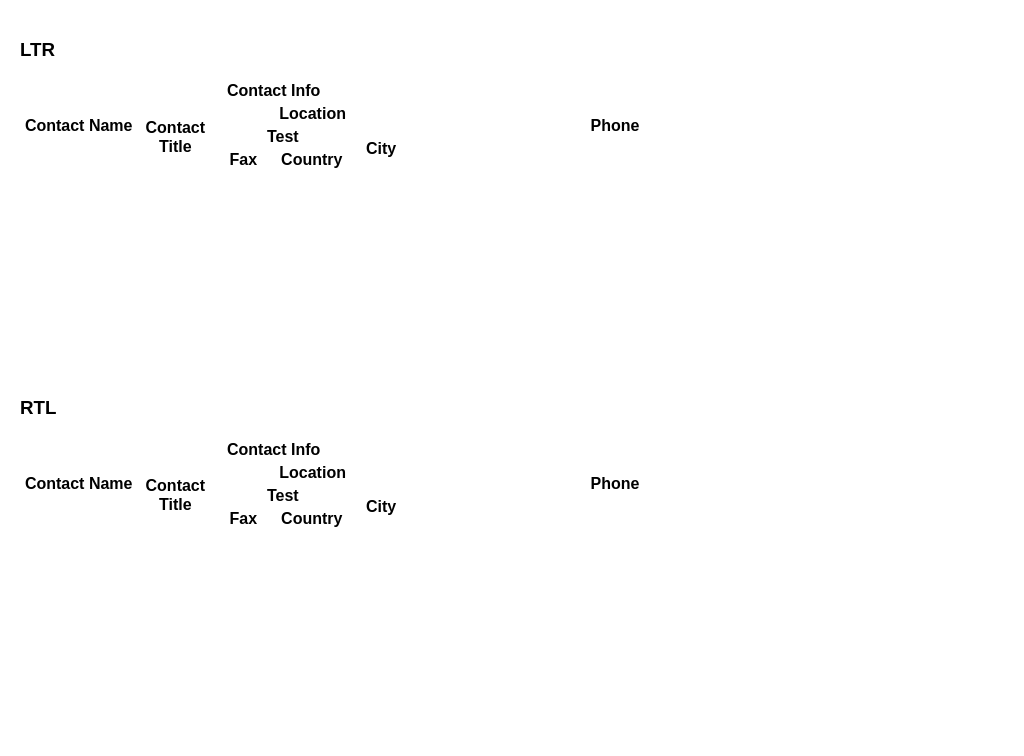 LTR
Contact Info
Location
Contact Name
Contact
Title
Test
Phone
City
Fax
Country
RTL
Contact Info
Location
Contact Name
Contact
Title
Test
Phone
City
Fax
Country